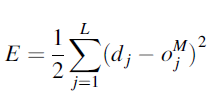 E = \frac{1}{2} \sum_{j=1}^{L} (d_j - o_j^M)^2